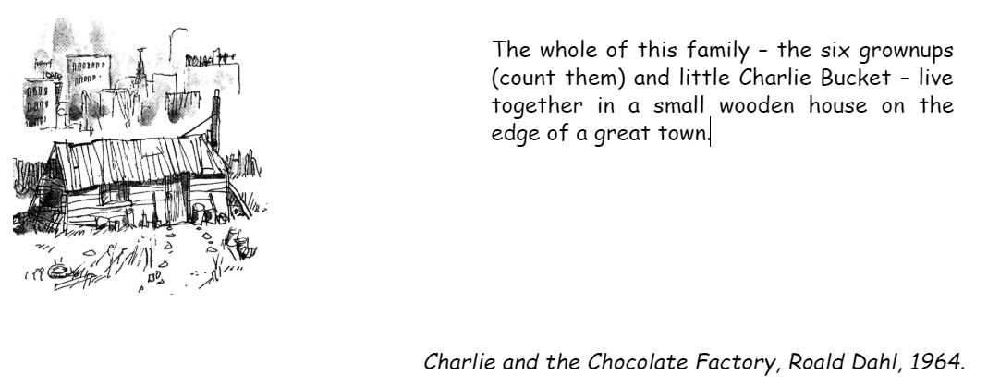 The whole of this family – the six grownups
(count them) and little Charlie Bucket – live
together in a small wooden house on the
edge of a great town.
Charlie and the Chocolate Factory, Roald Dahl, 1964.